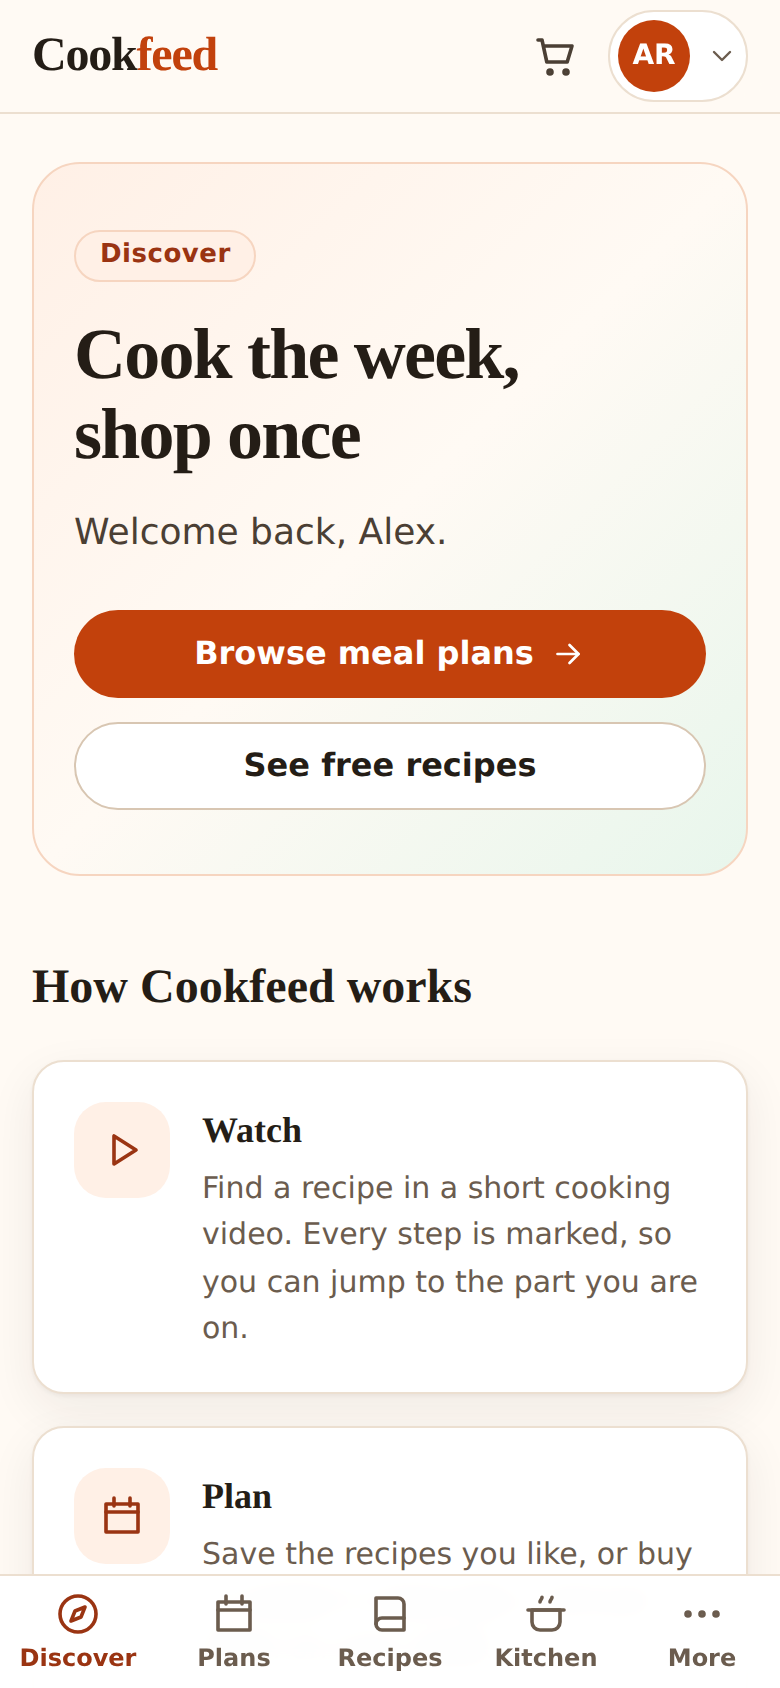 Cookfeed
AR
Discover
Cook the week,
shop once
Welcome back, Alex.
Browse meal plans →
See free recipes
How Cookfeed works
Watch
Find a recipe in a short cooking
video. Every step is marked, so
you can jump to the part you are
on.
Plan
Save the recipes you like, or buy
Discover
Plans
Recipes
Kitchen
More